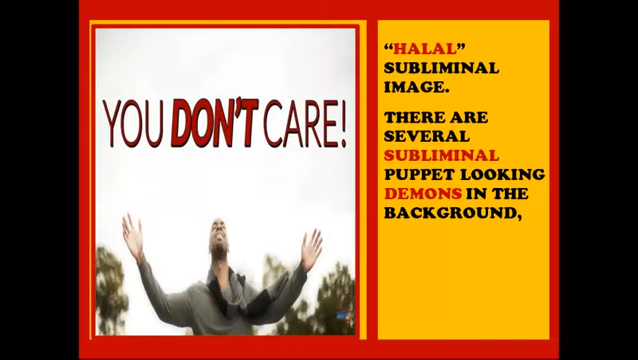 YOU DON'T CARE!
“HALAL”
SUBLIMINAL
IMAGE.
THERE ARE
SEVERAL
SUBLIMINAL
PUPPET LOOKING
DEMONS IN THE
BACKGROUND,